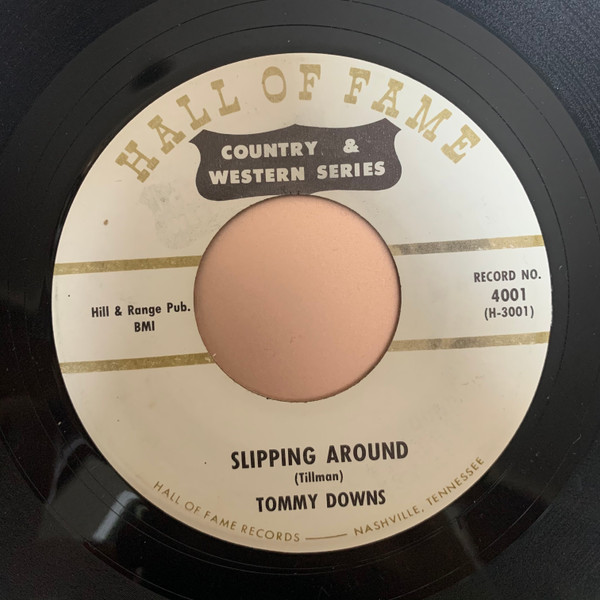 HALL OF FAME
COUNTRY &
WESTERN SERIES
Hill & Range Pub.
BMI
RECORD NO.
4001
(H-3001)
SLIPPING AROUND
(Tillman)
TOMMY DOWNS
HALL OF FAME RECORDS —— NASHVILLE, TENNESSEE